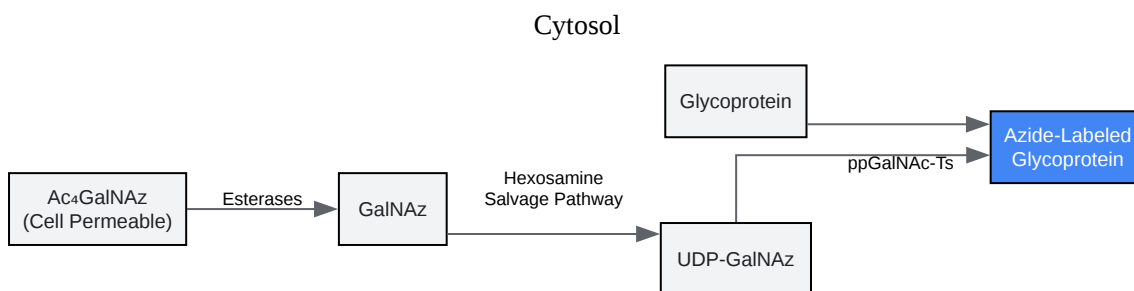 Cytosol
Glycoprotein
Azide-Labeled
Glycoprotein
ppGalNAc-Ts
Ac₄GalNAz
(Cell Permeable)
Esterases
GalNAz
Hexosamine
Salvage Pathway
UDP-GalNAz